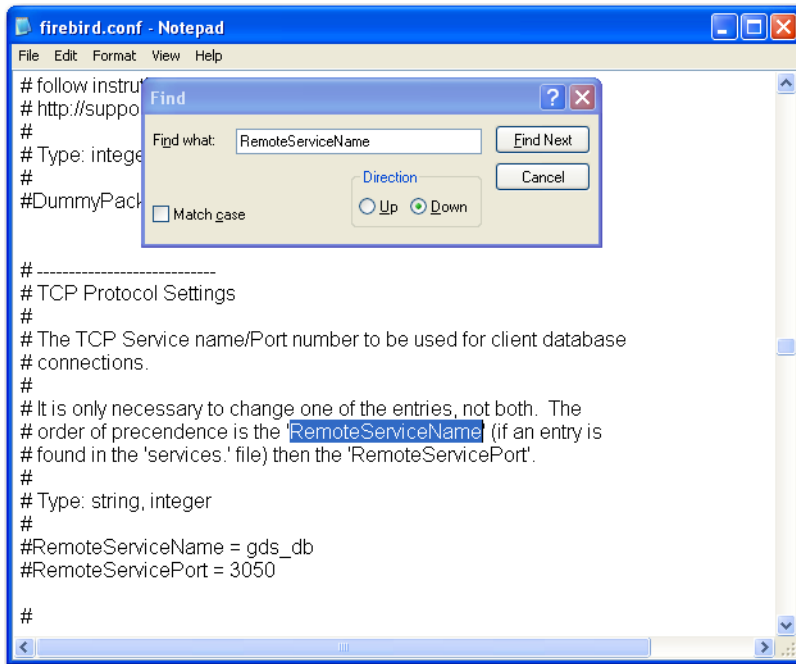 firebird.conf - Notepad
File Edit Format View Help
# follow instrut
# http://suppo
#
# Type: intege
#
#DummyPack
Find
Find what: RemoteServiceName
Find Next
Cancel
Direction
Up Down
Match case
# ----------------------------
# TCP Protocol Settings
#
# The TCP Service name/Port number to be used for client database
# connections.
#
# It is only necessary to change one of the entries, not both. The
# order of precendence is the 'RemoteServiceName' (if an entry is
# found in the 'services.' file) then the 'RemoteServicePort'.
#
# Type: string, integer
#
#RemoteServiceName = gds_db
#RemoteServicePort = 3050
#